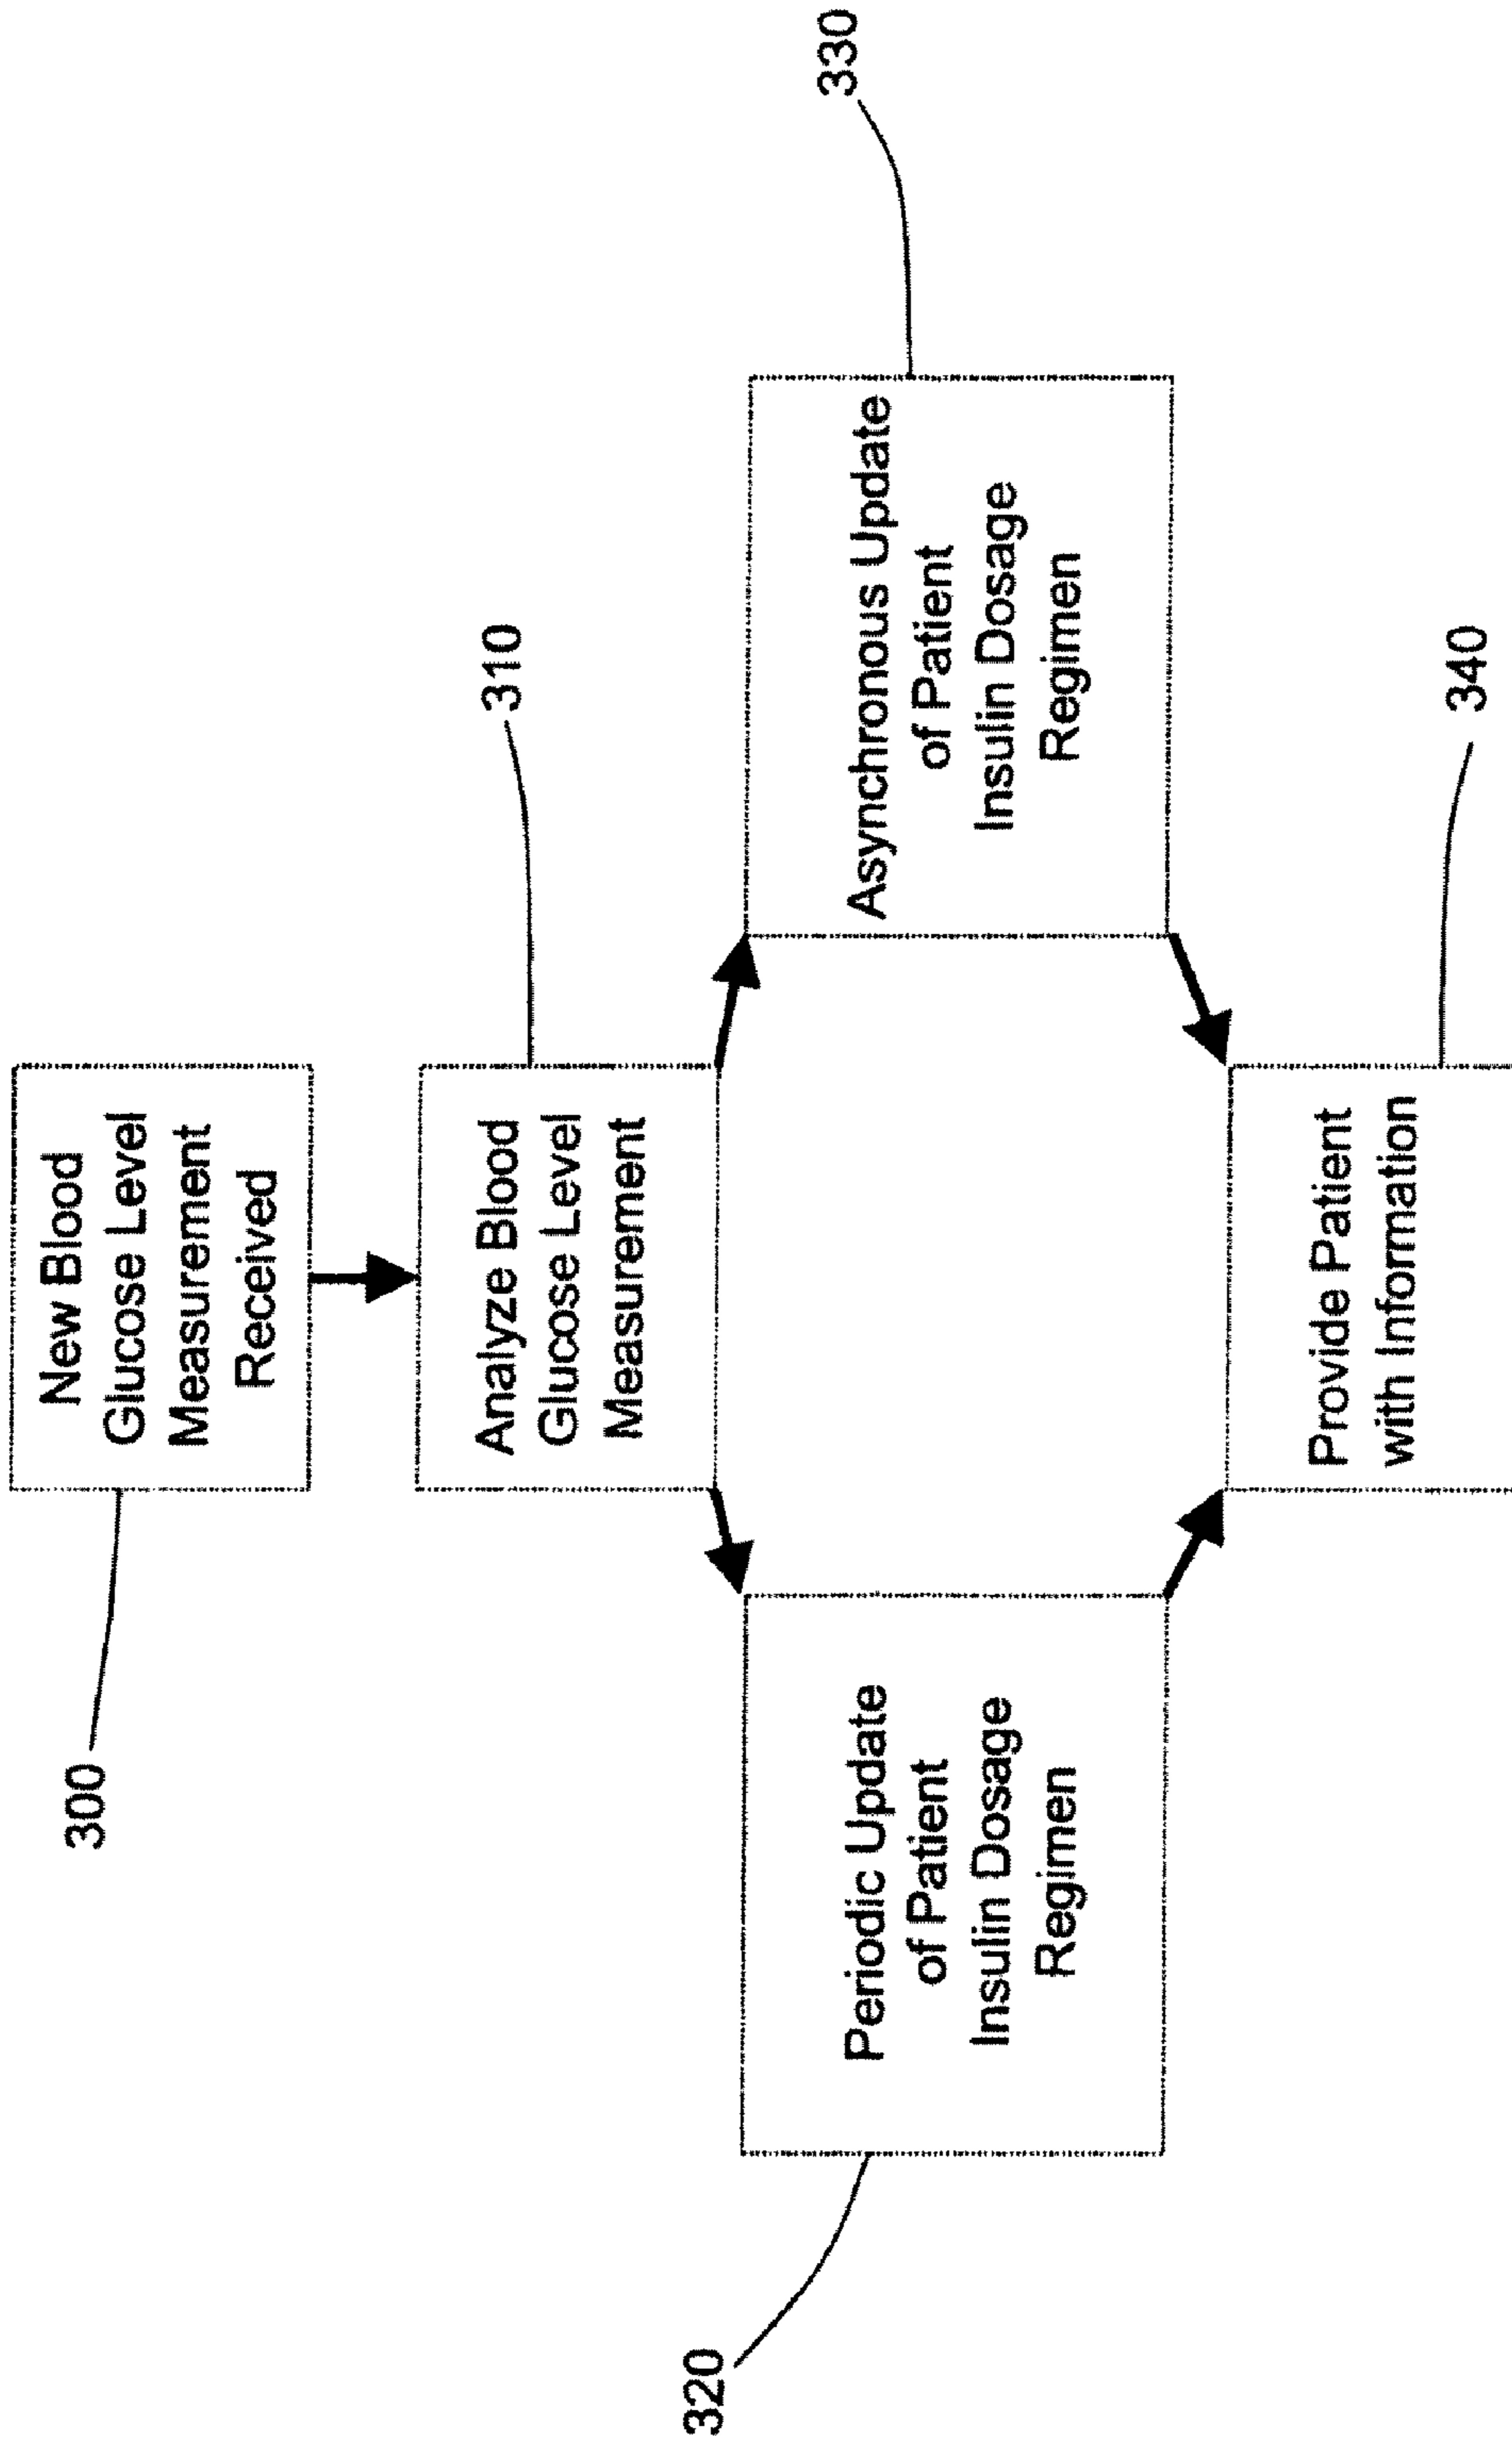 300
New Blood
Glucose Level
Measurement
Received
310
Analyze Blood
Glucose Level
Measurement
320
Periodic Update
of Patient
Insulin Dosage
Regimen
330
Asynchronous Update
of Patient
Insulin Dosage
Regimen
340
Provide Patient
with Information